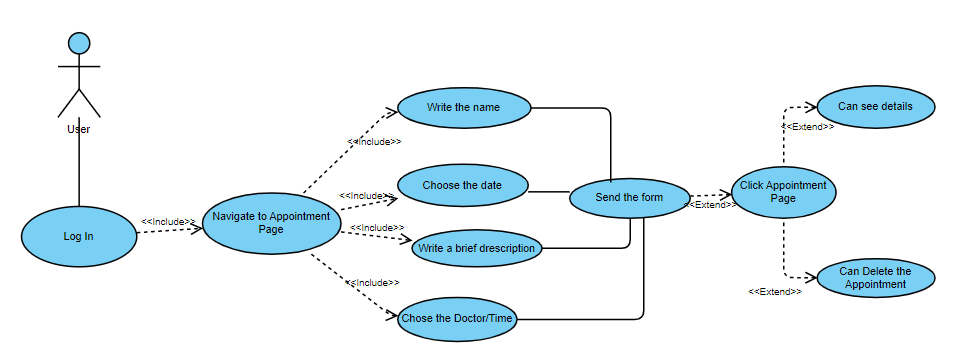 User
Log In
<<Include>>
Navigate to Appointment
Page
<<Include>>
<<Include>>
<<Include>>
<<Include>>
Write the name
Choose the date
Write a brief drescription
Chose the Doctor/Time
Send the form
<<Extend>>
Click Appointment
Page
<<Extend>>
<<Extend>>
Can see details
Can Delete the
Appointment